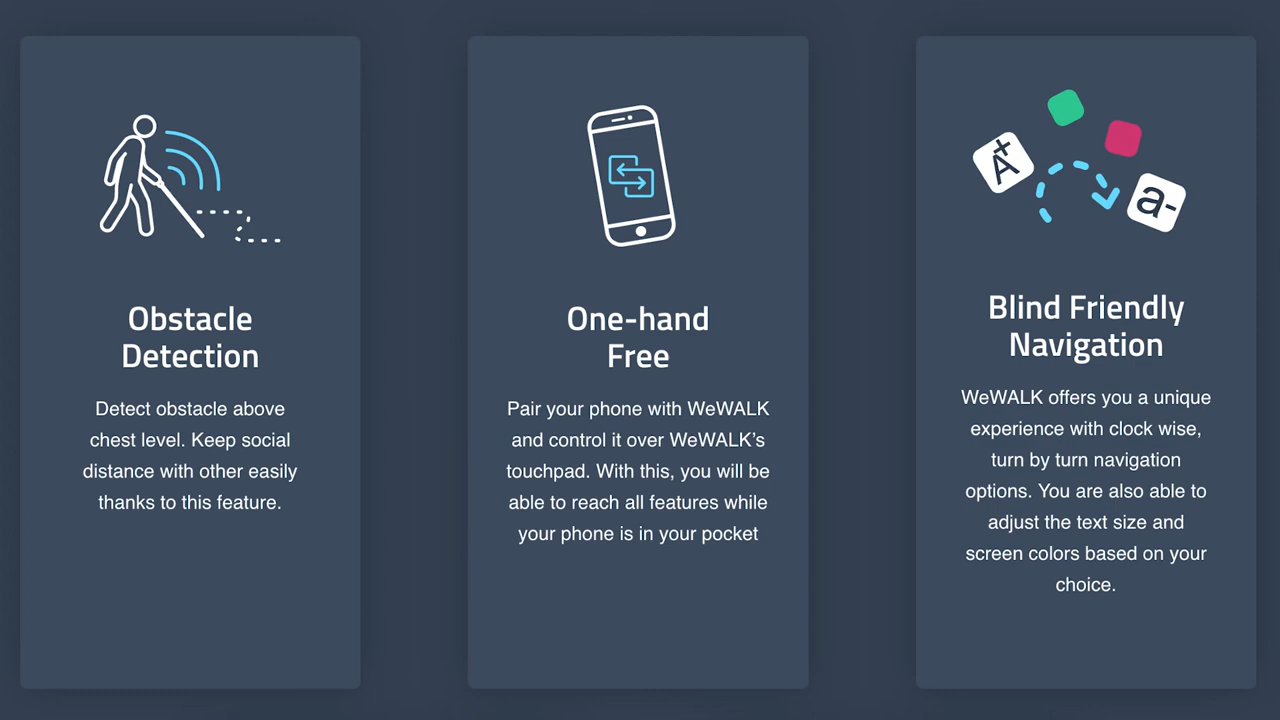 A+
a-
Obstacle
Detection
Detect obstacle above
chest level. Keep social
distance with other easily
thanks to this feature.
One-hand
Free
Pair your phone with WeWALK
and control it over WeWALK’s
touchpad. With this, you will be
able to reach all features while
your phone is in your pocket
Blind Friendly
Navigation
WeWALK offers you a unique
experience with clock wise,
turn by turn navigation
options. You are also able to
adjust the text size and
screen colors based on your
choice.